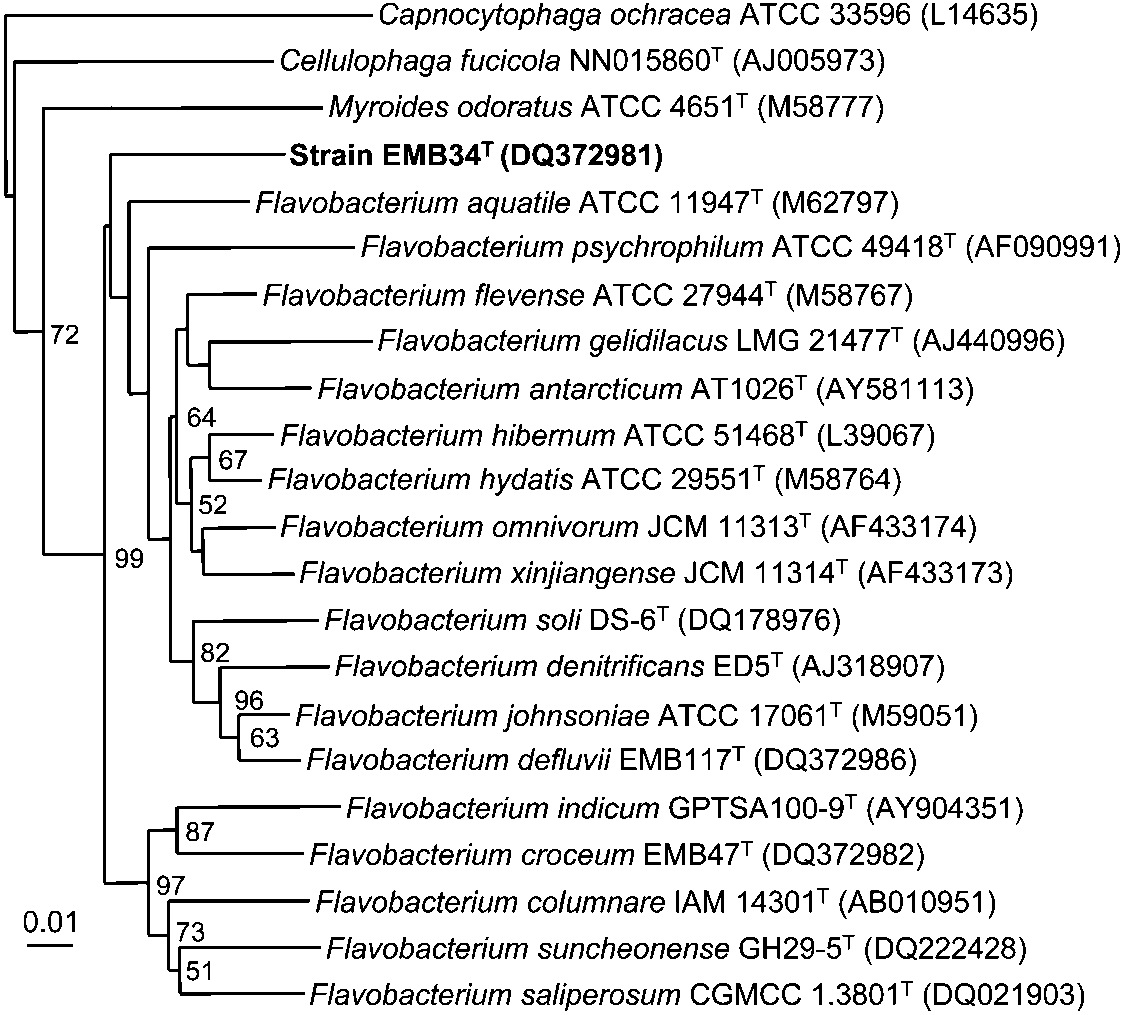 Capnocytophaga ochracea ATCC 33596 (L14635)
Cellulophaga fucicola NN015860ᵀ (AJ005973)
Myroides odoratus ATCC 4651ᵀ (M58777)
Strain EMB34ᵀ (DQ372981)
Flavobacterium aquatile ATCC 11947ᵀ (M62797)
Flavobacterium psychrophilum ATCC 49418ᵀ (AF090991)
Flavobacterium flevense ATCC 27944ᵀ (M58767)
72
Flavobacterium gelidilacus LMG 21477ᵀ (AJ440996)
Flavobacterium antarcticum AT1026ᵀ (AY581113)
64
Flavobacterium hibernum ATCC 51468ᵀ (L39067)
67
Flavobacterium hydatis ATCC 29551ᵀ (M58764)
52
Flavobacterium omnivorum JCM 11313ᵀ (AF433174)
99
Flavobacterium xinjiangense JCM 11314ᵀ (AF433173)
Flavobacterium soli DS-6ᵀ (DQ178976)
82
Flavobacterium denitrificans ED5ᵀ (AJ318907)
96
Flavobacterium johnsoniae ATCC 17061ᵀ (M59051)
63
Flavobacterium defluvii EMB117ᵀ (DQ372986)
Flavobacterium indicum GPTSA100-9ᵀ (AY904351)
87
Flavobacterium croceum EMB47ᵀ (DQ372982)
97
Flavobacterium columnare IAM 14301ᵀ (AB010951)
0.01
73
Flavobacterium suncheonense GH29-5ᵀ (DQ222428)
51
Flavobacterium saliperosum CGMCC 1.3801ᵀ (DQ021903)